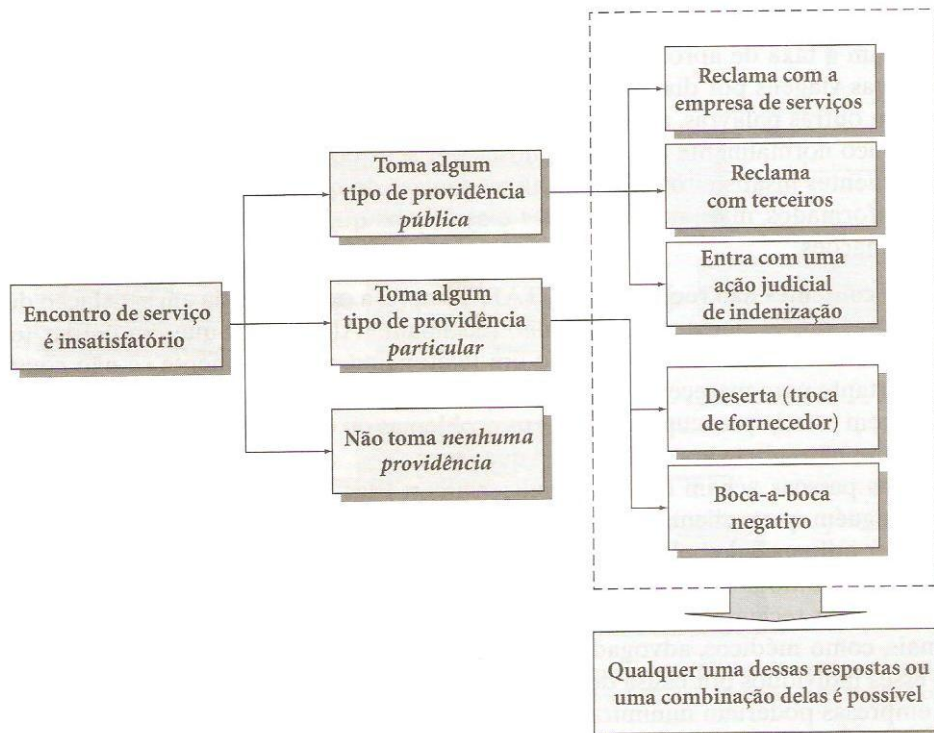 Encontro de serviço
é insatisfatório
Toma algum
tipo de providência
pública
Toma algum
tipo de providência
particular
Não toma nenhuma
providência
Reclama com a
empresa de serviços
Reclama
com terceiros
Entra com uma
ação judicial
de indenização
Deserta (troca
de fornecedor)
Boca-a-boca
negativo
Qualquer uma dessas respostas ou
uma combinação delas é possível